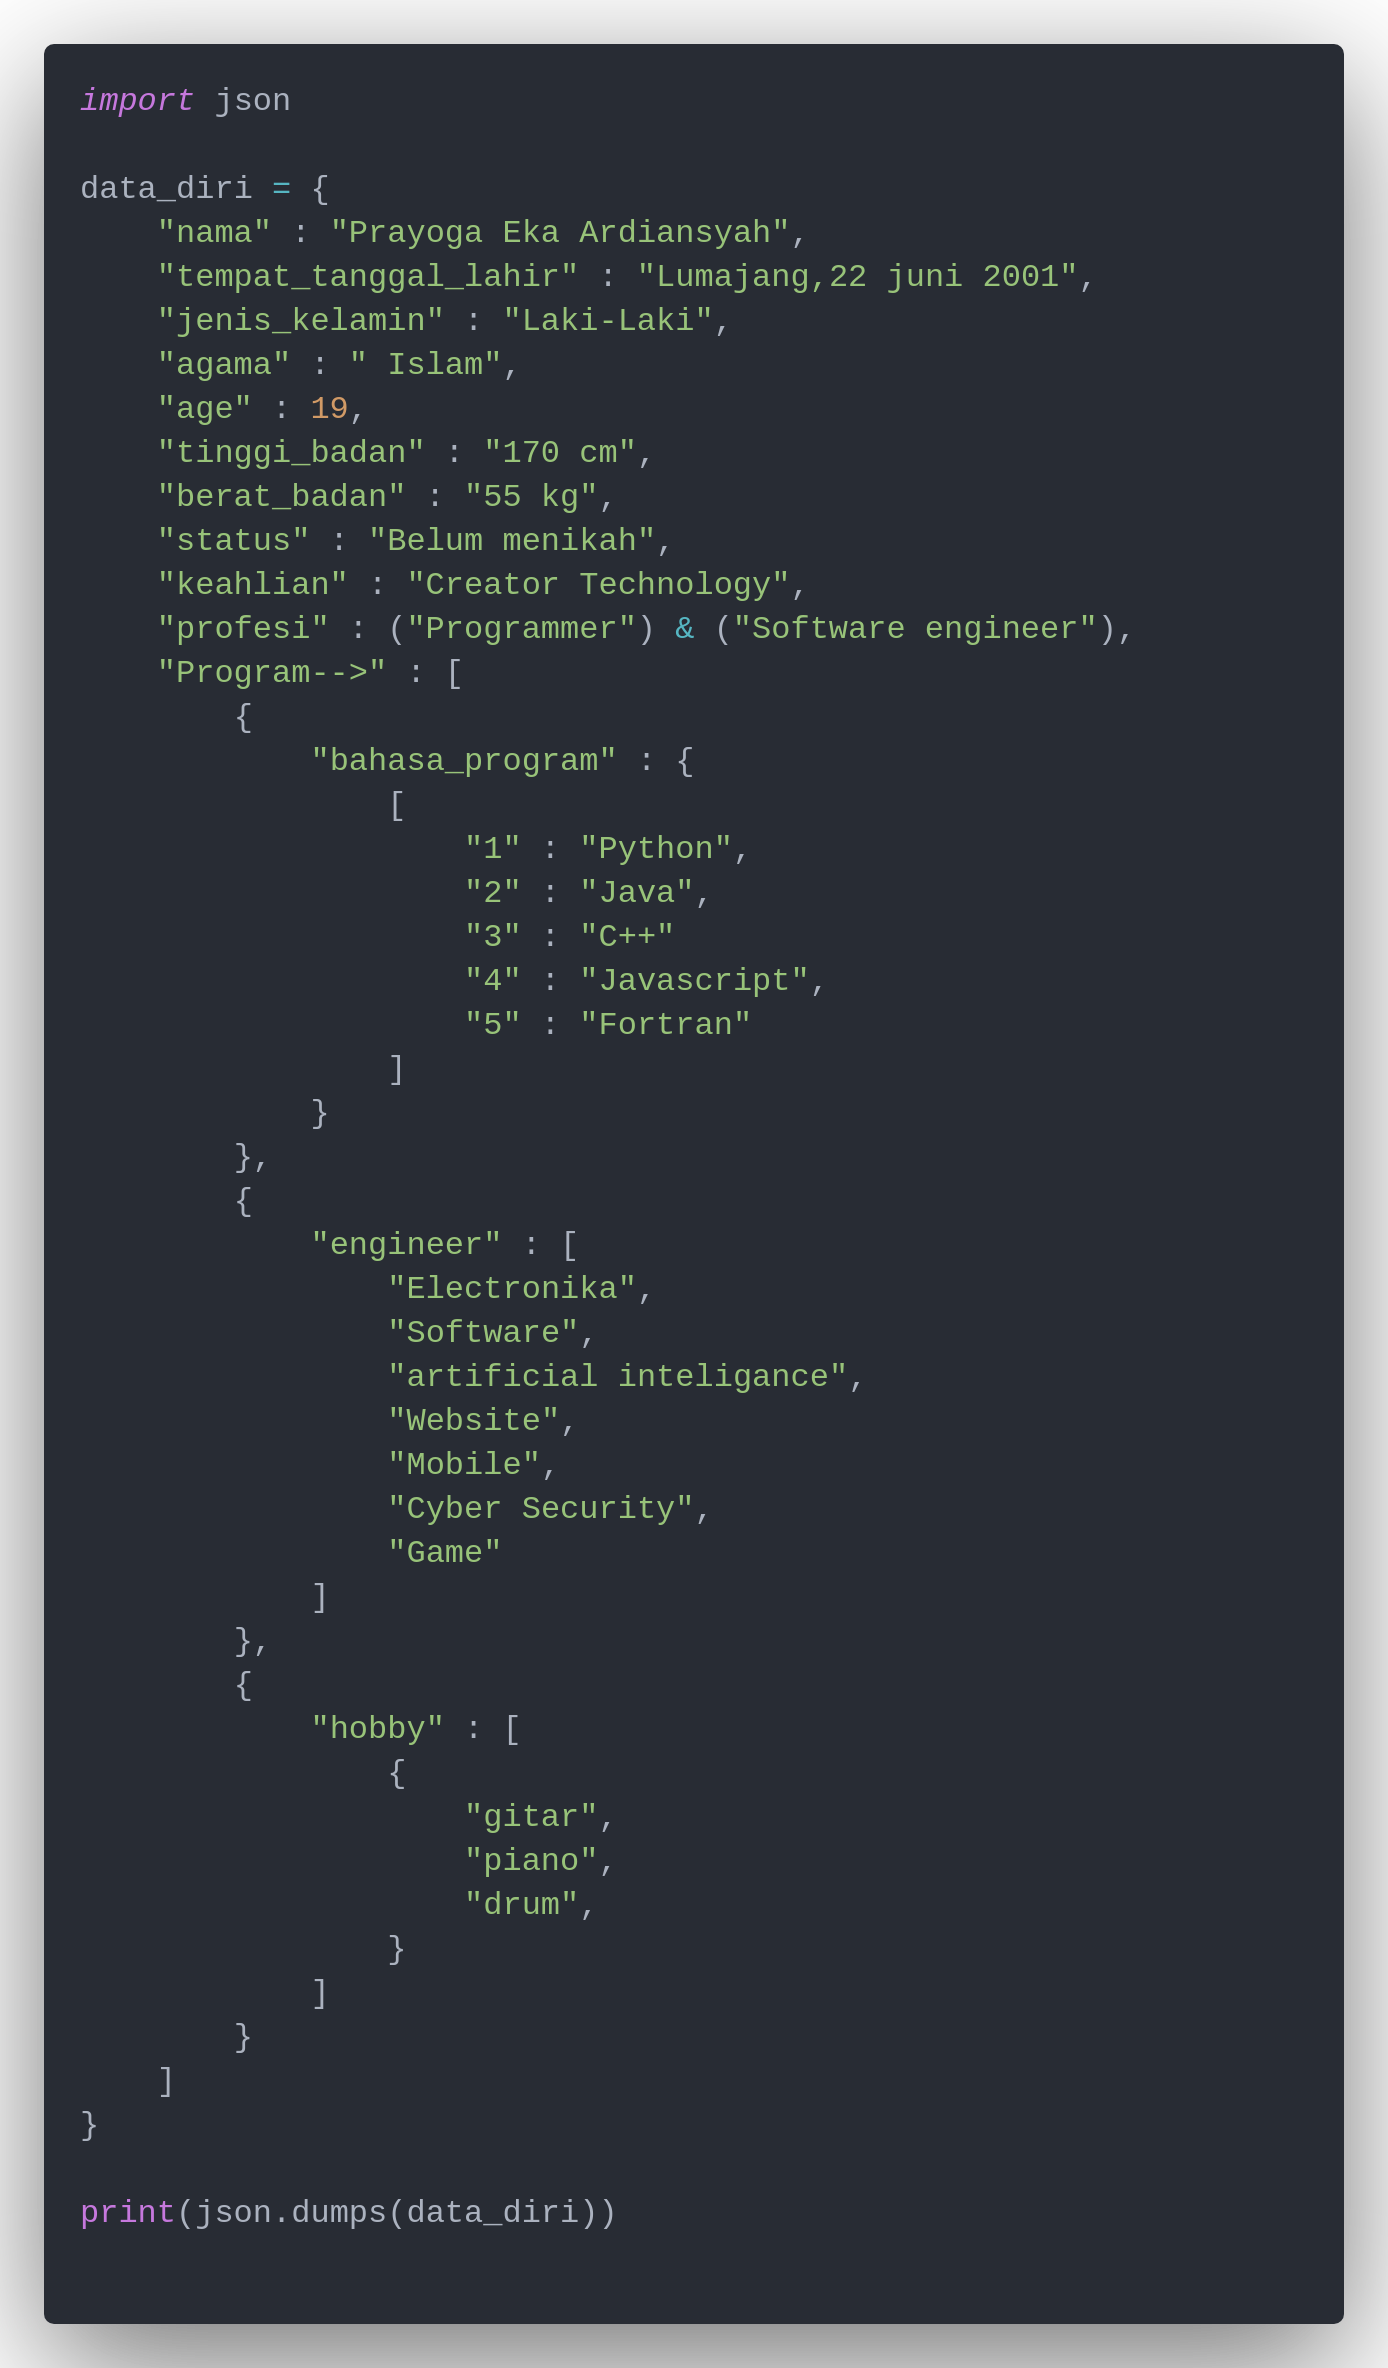 import json

data_diri = {
    "nama" : "Prayoga Eka Ardiansyah",
    "tempat_tanggal_lahir" : "Lumajang,22 juni 2001",
    "jenis_kelamin" : "Laki-Laki",
    "agama" : " Islam",
    "age" : 19,
    "tinggi_badan" : "170 cm",
    "berat_badan" : "55 kg",
    "status" : "Belum menikah",
    "keahlian" : "Creator Technology",
    "profesi" : ("Programmer") & ("Software engineer"),
    "Program-->" : [
        {
            "bahasa_program" : {
                [
                    "1" : "Python",
                    "2" : "Java",
                    "3" : "C++"
                    "4" : "Javascript",
                    "5" : "Fortran"
                ]
            }
        },
        {
            "engineer" : [
                "Electronika",
                "Software",
                "artificial inteligance",
                "Website",
                "Mobile",
                "Cyber Security",
                "Game"
            ]
        },
        {
            "hobby" : [
                {
                    "gitar",
                    "piano",
                    "drum",
                }
            ]
        }
    ]
}

print(json.dumps(data_diri))